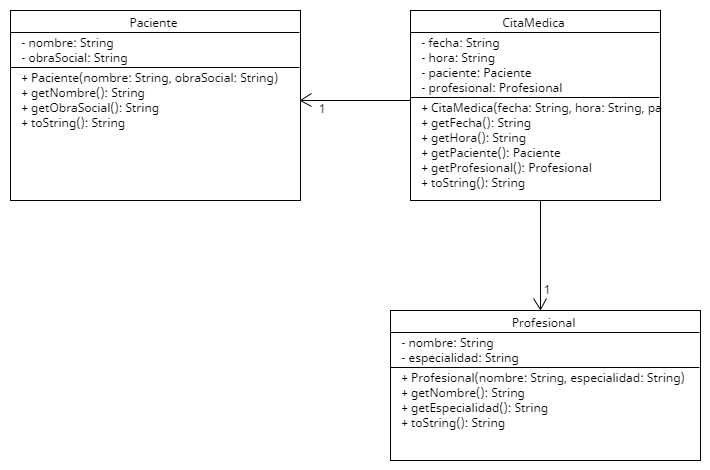 Paciente
- nombre: String
- obraSocial: String
+ Paciente(nombre: String, obraSocial: String)
+ getNombre(): String
+ getObraSocial(): String
+ toString(): String
1
CitaMedica
- fecha: String
- hora: String
- paciente: Paciente
- profesional: Profesional
+ CitaMedica(fecha: String, hora: String, pa
+ getFecha(): String
+ getHora(): String
+ getPaciente(): Paciente
+ getProfesional(): Profesional
+ toString(): String
1
Profesional
- nombre: String
- especialidad: String
+ Profesional(nombre: String, especialidad: String)
+ getNombre(): String
+ getEspecialidad(): String
+ toString(): String